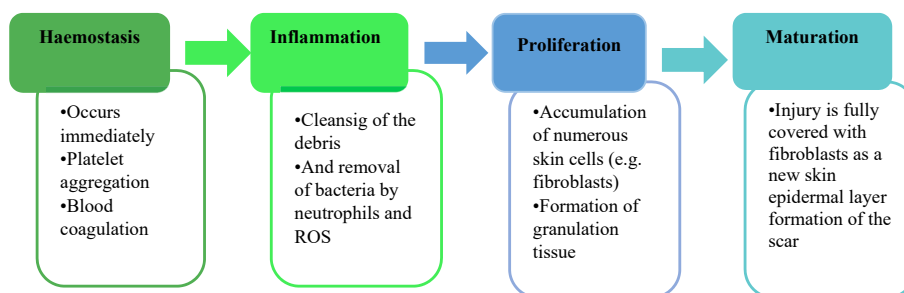 Haemostasis
•Occurs
immediately
•Platelet
aggregation
•Blood
coagulation
Inflammation
•Cleansig of the
debris
•And removal
of bacteria by
neutrophils and
ROS
Proliferation
•Accumulation
of numerous
skin cells (e.g.
fibroblasts)
•Formation of
granulation
tissue
Maturation
•Injury is fully
covered with
fibroblasts as a
new skin
epidermal layer
formation of the
scar